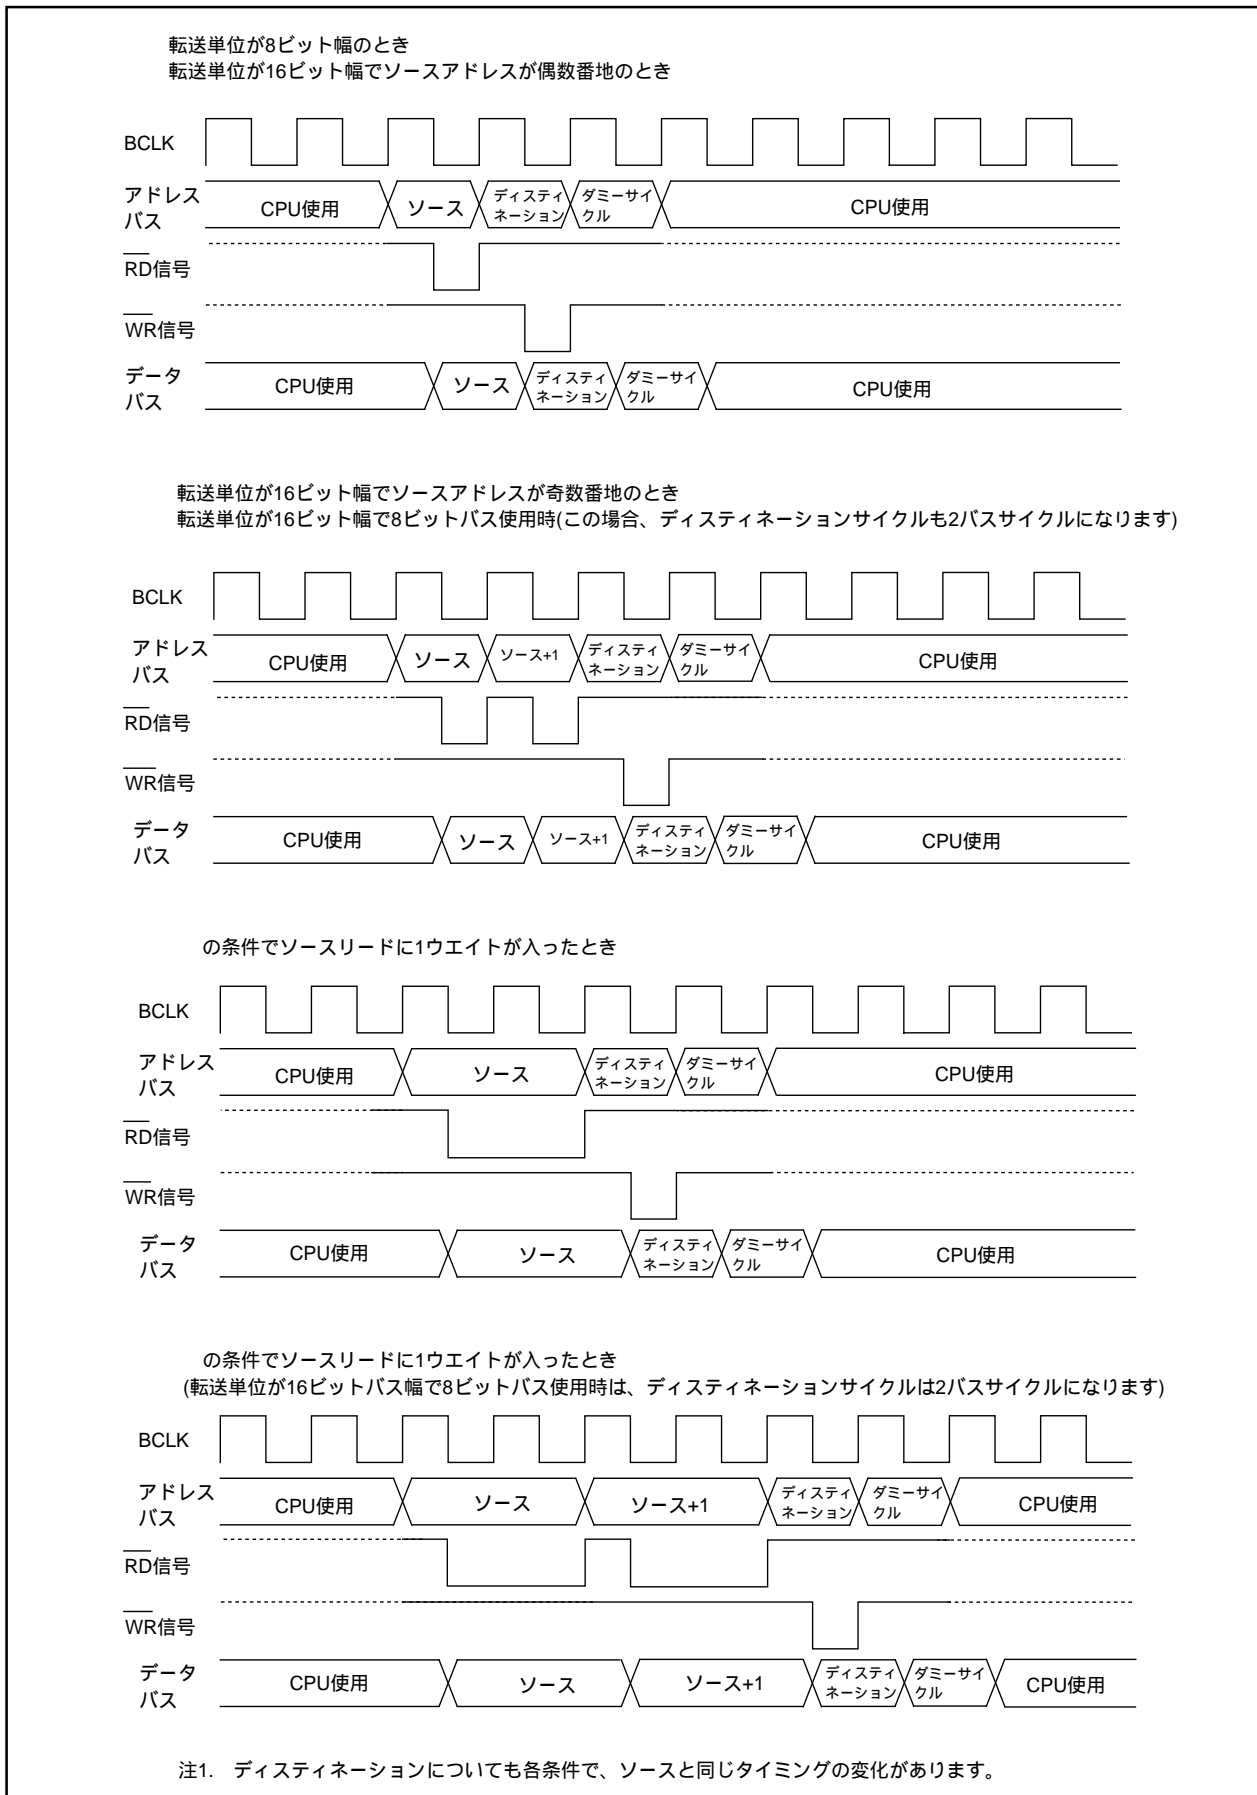 転送単位が8ビット幅のとき
転送単位が16ビット幅でソースアドレスが偶数番地のとき
BCLK
アドレス
バス
CPU使用
ソース
ディスティ
ネーション
ダミーサイ
クル
CPU使用
RD信号
WR信号
データ
バス
CPU使用
ソース
ディスティ
ネーション
ダミーサイ
クル
CPU使用
転送単位が16ビット幅でソースアドレスが奇数番地のとき
転送単位が16ビット幅で8ビットバス使用時(この場合、ディスティネーションサイクルも2バスサイクルになります)
BCLK
アドレス
バス
CPU使用
ソース
ソース+1
ディスティ
ネーション
ダミーサイ
クル
CPU使用
RD信号
WR信号
データ
バス
CPU使用
ソース
ソース+1
ディスティ
ネーション
ダミーサイ
クル
CPU使用
の条件でソースリードに1ウエイトが入ったとき
BCLK
アドレス
バス
CPU使用
ソース
ディスティ
ネーション
ダミーサイ
クル
CPU使用
RD信号
WR信号
データ
バス
CPU使用
ソース
ディスティ
ネーション
ダミーサイ
クル
CPU使用
の条件でソースリードに1ウエイトが入ったとき
(転送単位が16ビットバス幅で8ビットバス使用時は、ディスティネーションサイクルは2バスサイクルになります)
BCLK
アドレス
バス
CPU使用
ソース
ソース+1
ディスティ
ネーション
ダミーサイ
クル
CPU使用
RD信号
WR信号
データ
バス
CPU使用
ソース
ソース+1
ディスティ
ネーション
ダミーサイ
クル
CPU使用
注1. ディスティネーションについても各条件で、ソースと同じタイミングの変化があります。